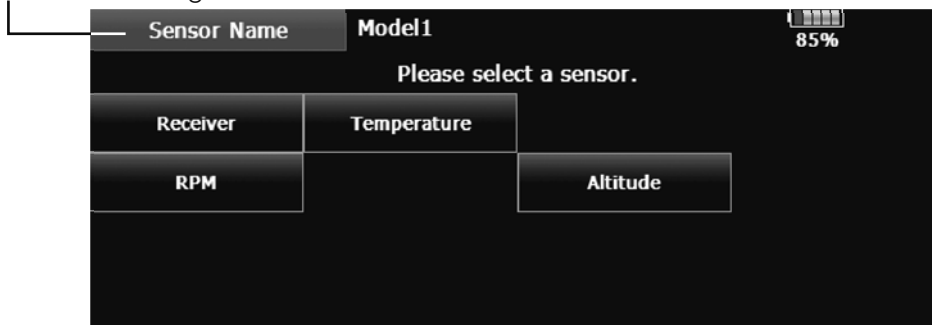 Sensor Name Model1 85%
Please select a sensor.
Receiver Temperature
RPM Altitude